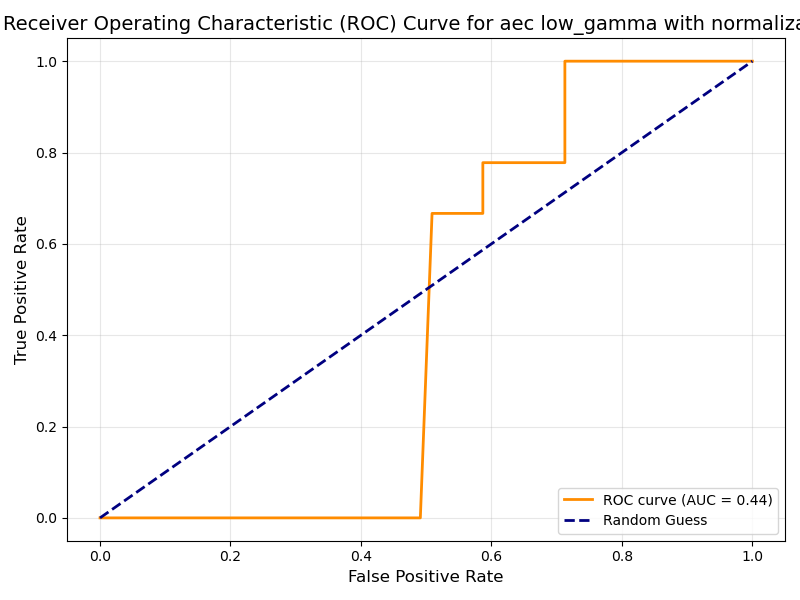 Receiver Operating Characteristic (ROC) Curve for aec low_gamma with normaliza
1.0
0.8
0.6
0.4
0.2
0.0
True Positive Rate
0.0 0.2 0.4 0.6 0.8 1.0
False Positive Rate
ROC curve (AUC = 0.44)
Random Guess